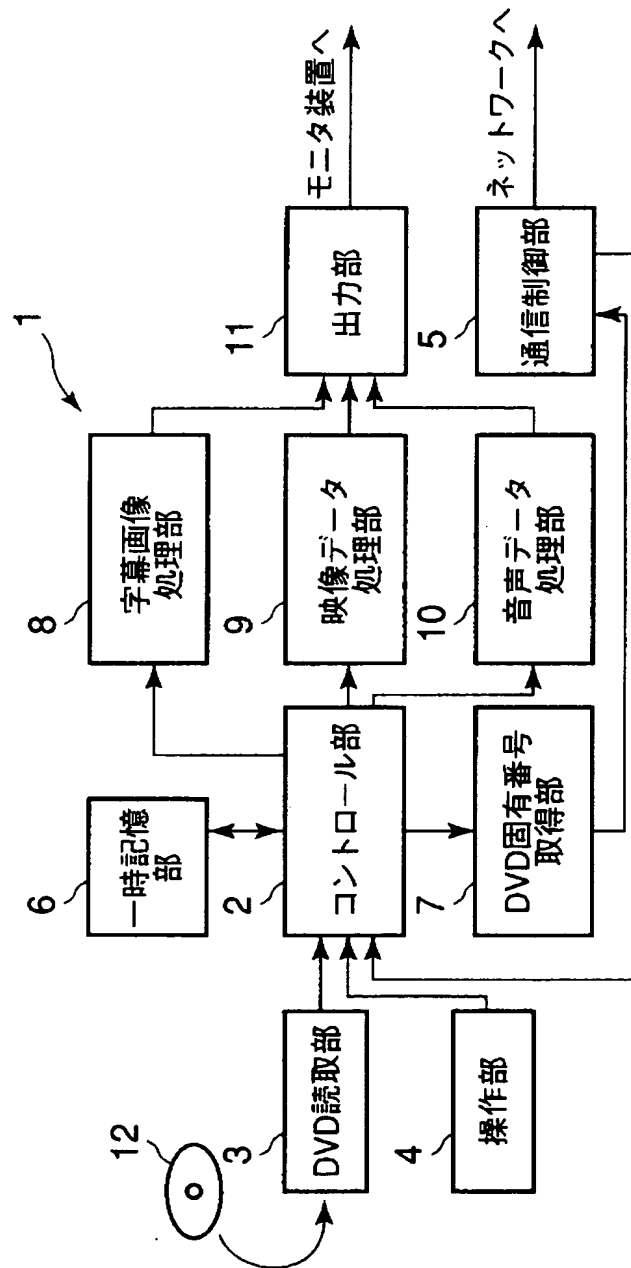 1
12
DVD読取部
3
操作部
4
一時記憶
部
6
コントロール部
2
DVD固有番号
取得部
7
字幕画像
処理部
8
映像データ
処理部
9
音声データ
処理部
10
出力部
11
通信制御部
5
モニタ装置へ
ネットワークへ